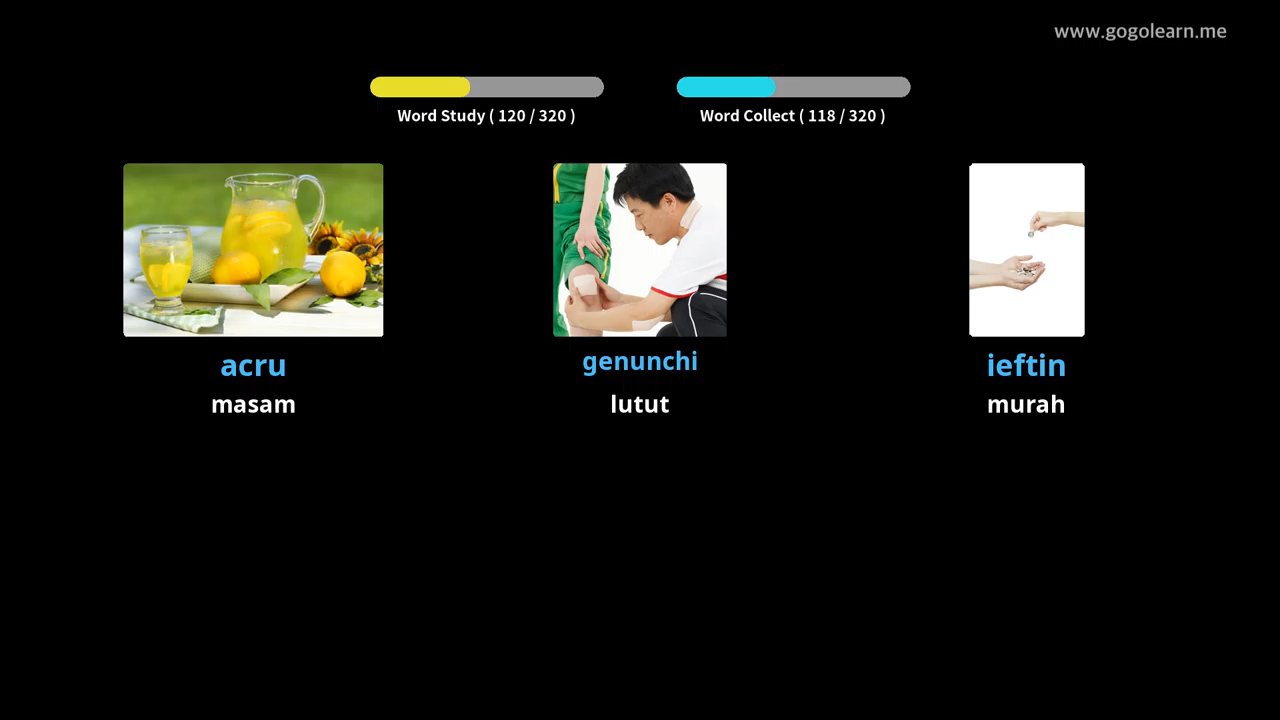 www.gogolearn.me
Word Study ( 120 / 320 )
Word Collect ( 118 / 320 )
acru
genunchi
ieftin
masam
lutut
murah